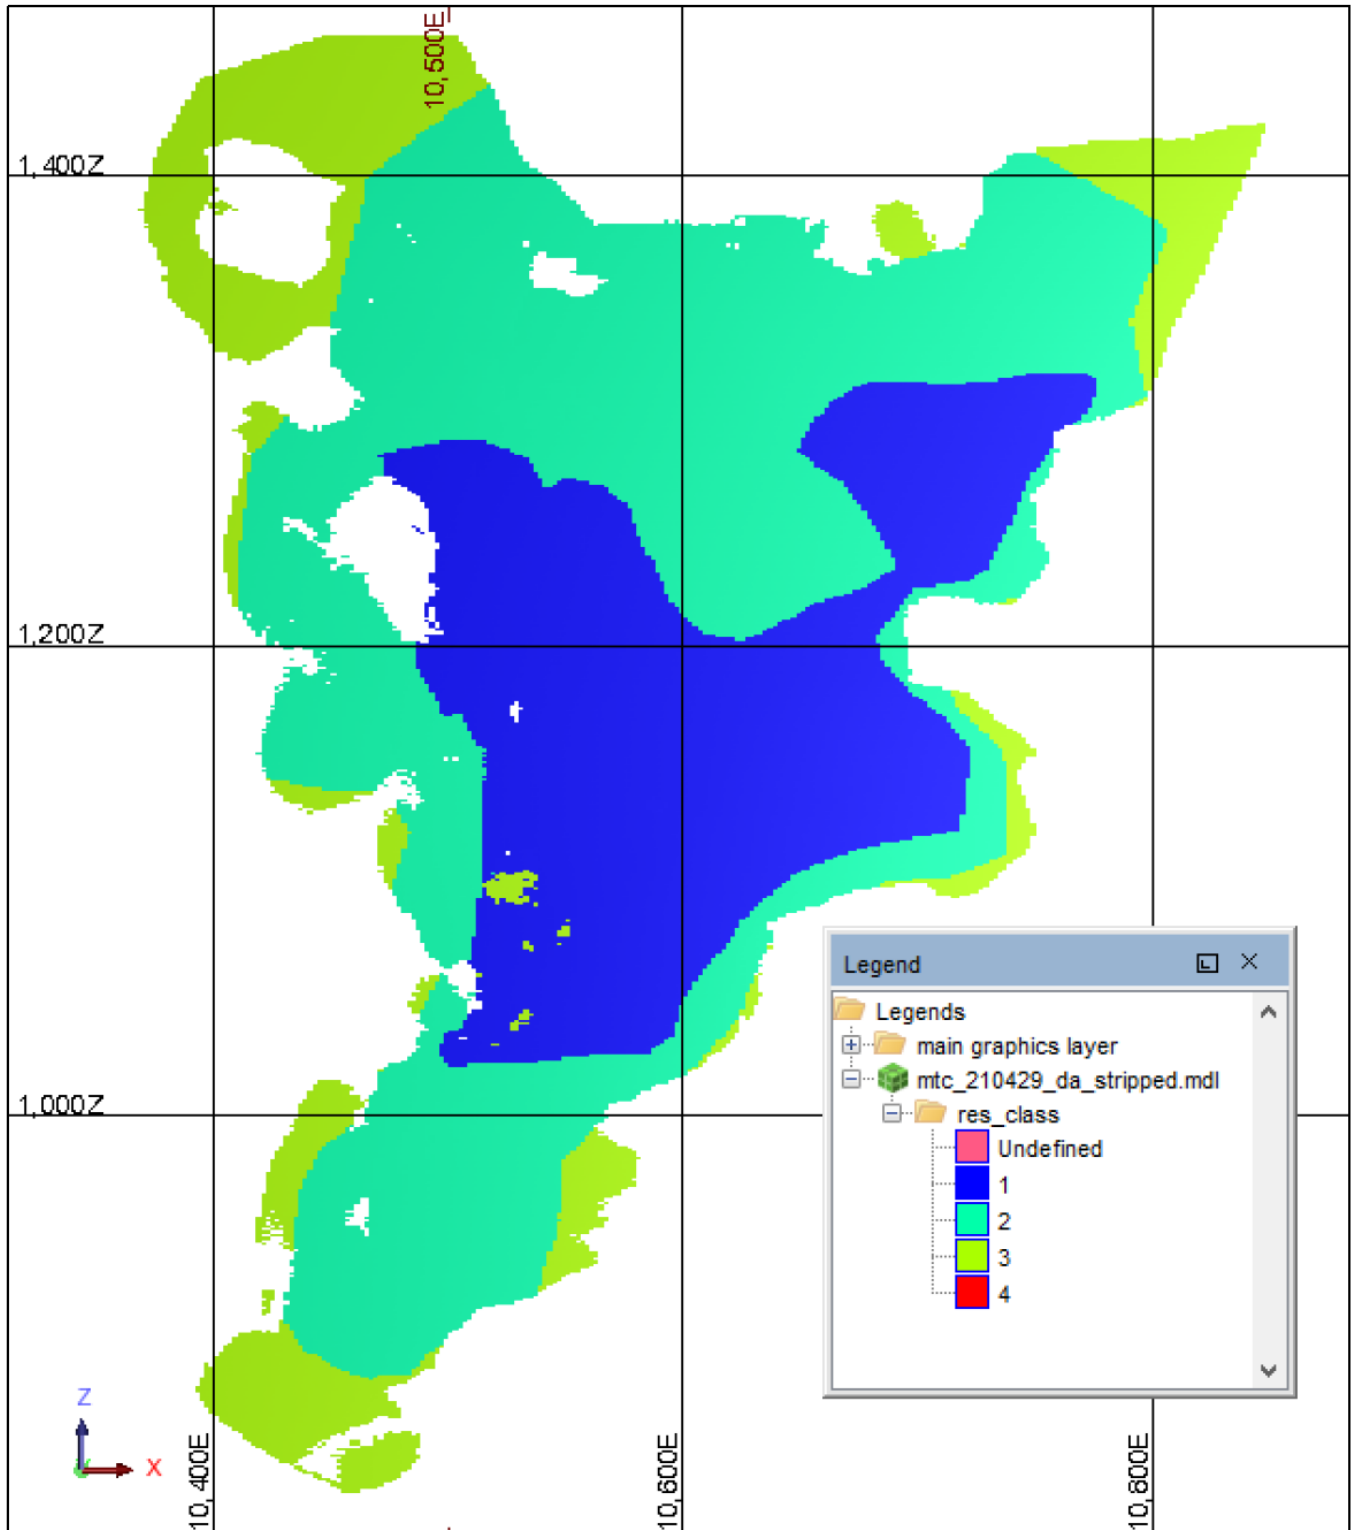 10,500E
1,400Z
1,200Z
1,000Z
Legend
Legends
main graphics layer
mtc_210429_da_stripped.mdl
res_class
Undefined
1
2
3
4
Z
X
10,400E
10,600E
10,800E